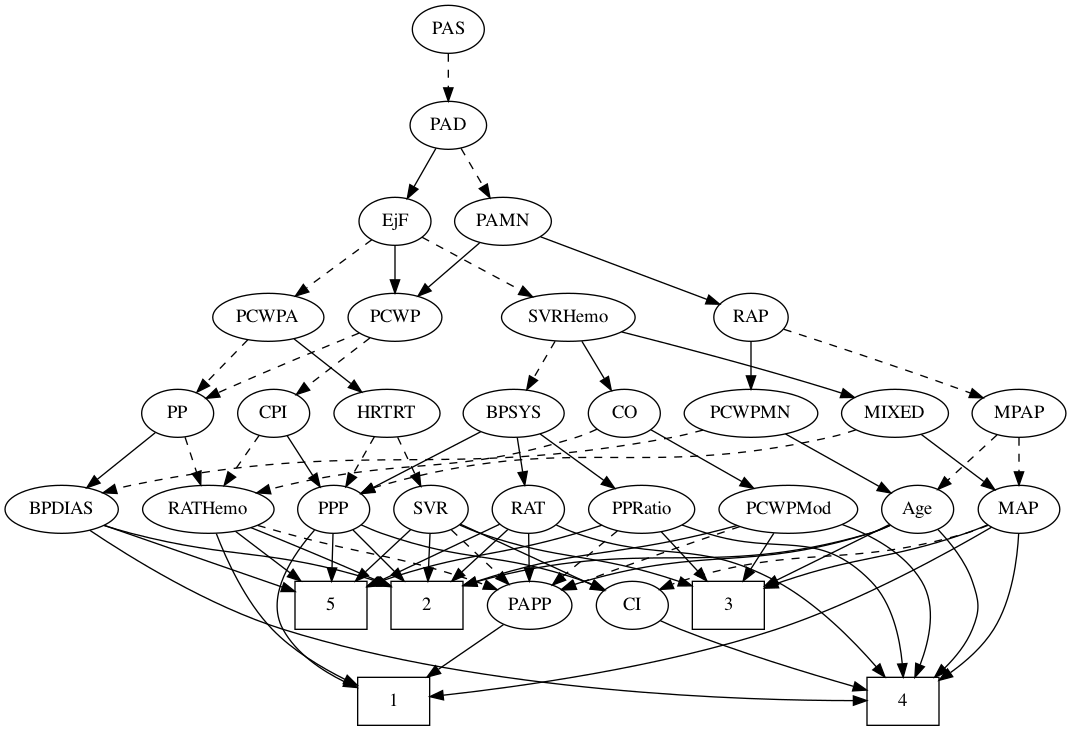 PAS
PAD
EjF
PAMN
PCWPA
PCWP
SVRHemo
RAP
PP
CPI
HRTRT
BPSYS
CO
PCWPMN
MIXED
MPAP
BPDIAS
RATHemo
PPP
SVR
RAT
PPRatio
PCWPMod
Age
MAP
5
2
PAPP
CI
3
1
4